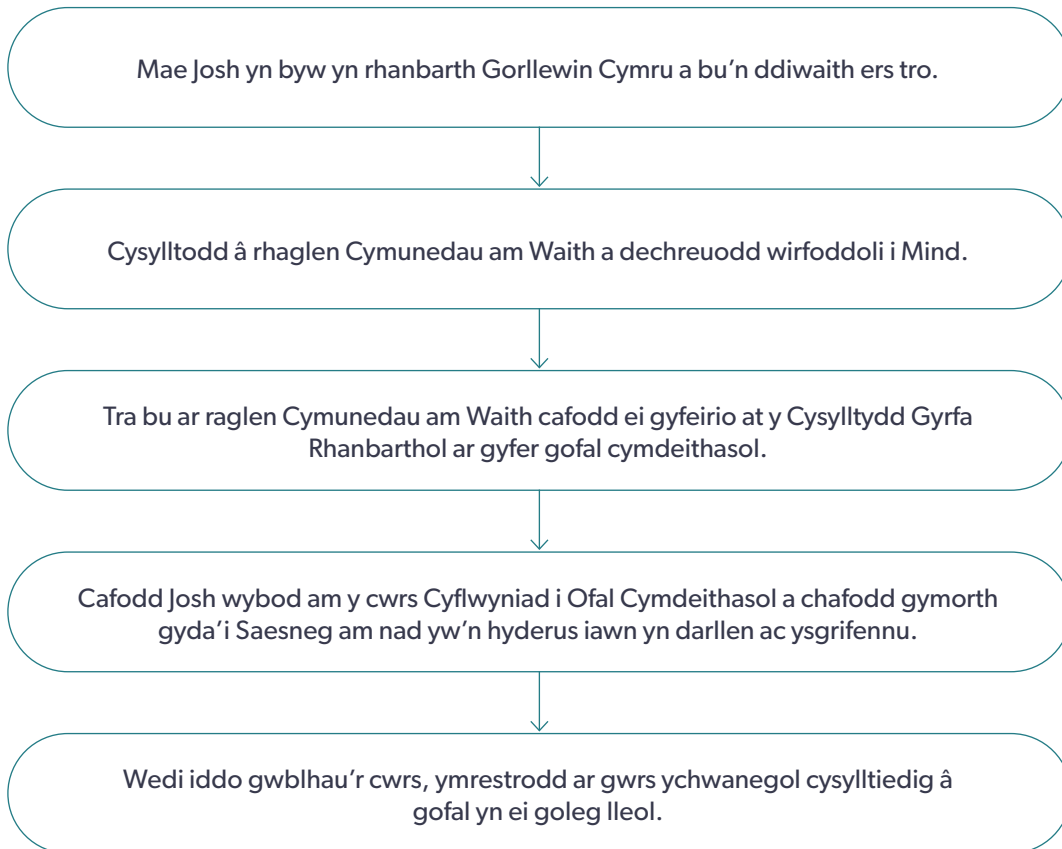 Mae Josh yn byw yn rhanbarth Gorllewin Cymru a bu’n ddiwaith ers tro.
Cysylltodd â rhaglen Cymunedau am Waith a dechreuodd wirfoddoli i Mind.
Tra bu ar raglen Cymunedau am Waith cafodd ei gyfeirio at y Cysylltydd Gyrfa
Rhanbarthol ar gyfer gofal cymdeithasol.
Cafodd Josh wybod am y cwrs Cyflwyniad i Ofal Cymdeithasol a chafodd gymorth
gyda’i Saesneg am nad yw’n hyderus iawn yn darllen ac ysgrifennu.
Wedi iddo gwblhau’r cwrs, ymrestrodd ar gwrs ychwanegol cysylltiedig â
gofal yn ei goleg lleol.